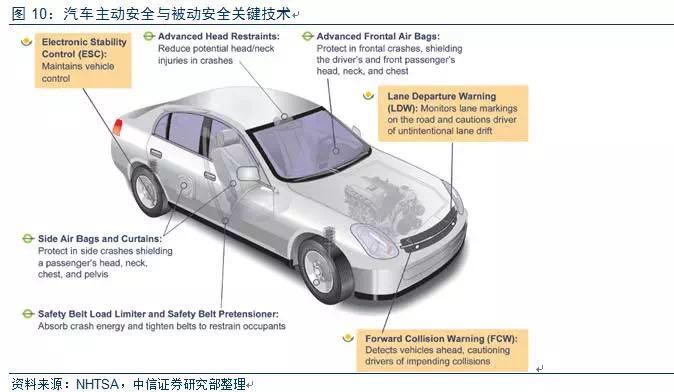 图 10：汽车主动安全与被动安全关键技术
Electronic Stability
Control (ESC):
Maintains vehicle
control
Advanced Head Restraints:
Reduce potential head/neck
injuries in crashes
Advanced Frontal Air Bags:
Protect in frontal crashes, shielding
the driver's and front passenger's
head, neck, and chest
Lane Departure Warning
(LDW): Monitors lane markings
on the road and cautions driver
of unintentional lane drift
Side Air Bags and Curtains:
Protect in side crashes shielding
a passenger's head, neck,
chest, and pelvis
Safety Belt Load Limiter and Safety Belt Pretensioner:
Absorb crash energy and tighten belts to restrain occupants
Forward Collision Warning (FCW):
Detects vehicles ahead, cautioning
drivers of impending collisions
资料来源：NHTSA，中信证券研究部整理